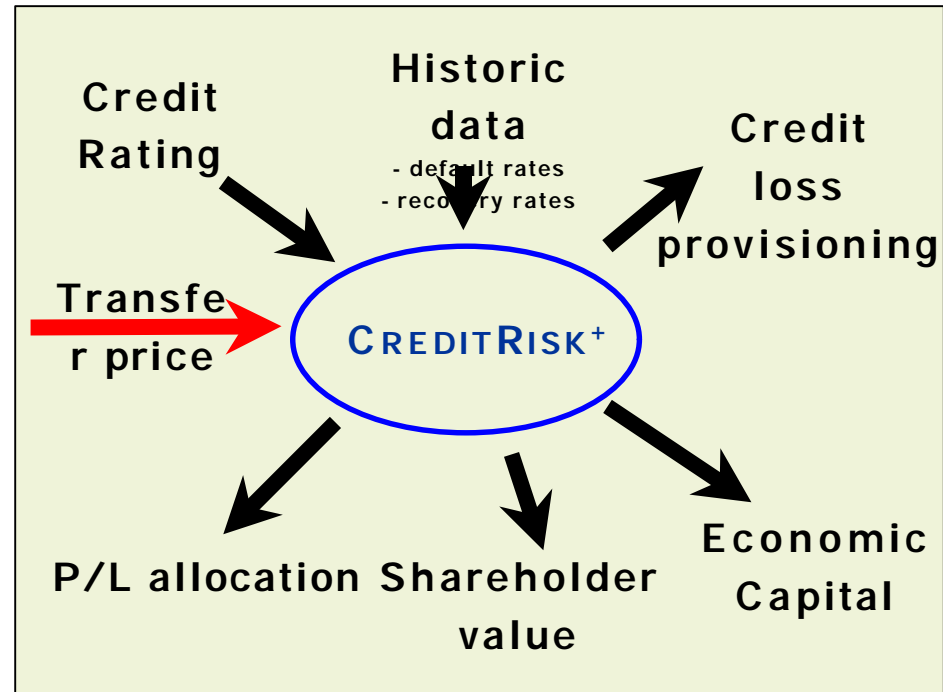 Credit
Rating
Historic
data
- default rates
- recovery rates
Credit
loss
provisioning
Transfe
r price
CREDITRISK⁺
P/L allocation
Shareholder
value
Economic
Capital